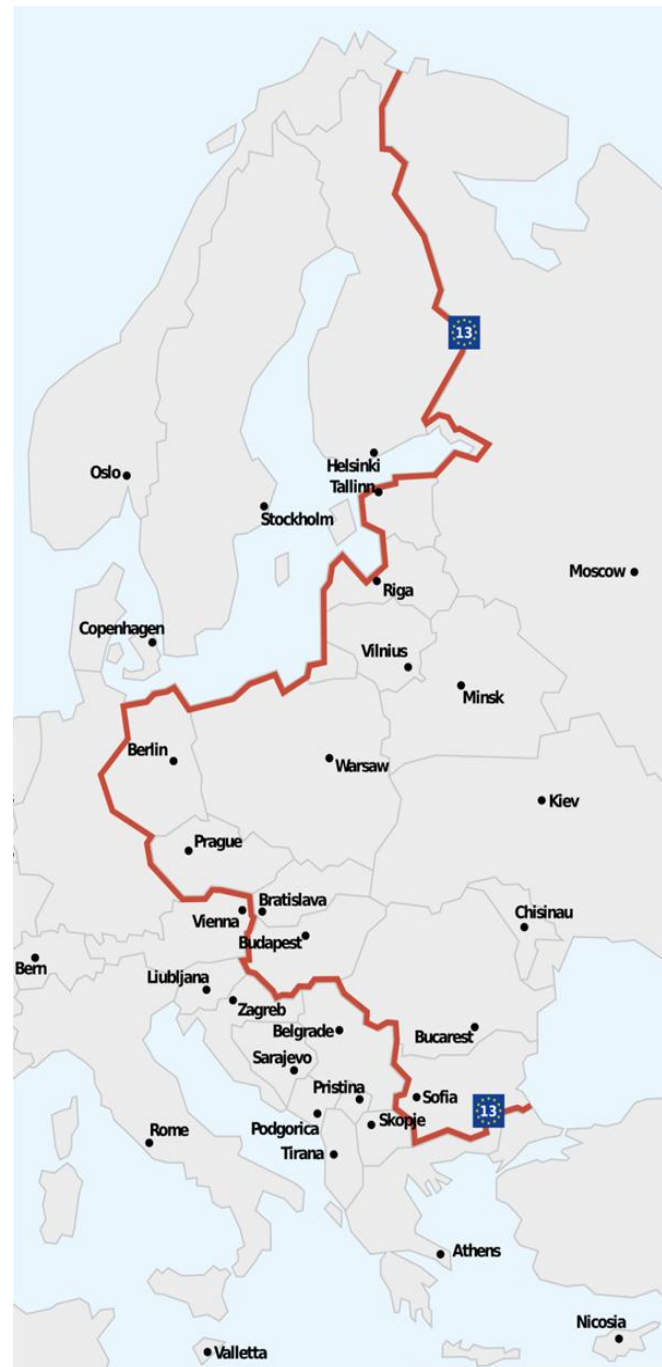 13
Helsinki
Oslo
Tallinn
Stockholm
Moscow
Riga
Copenhagen
Vilnius
Minsk
Berlin
Warsaw
Kiev
Prague
Bratislava
Vienna
Chisinau
Budapest
Bern
Liubljana
Zagreb
Belgrade
Bucarest
Sarajevo
Pristina
Sofia
13
Podgorica
Skopje
Rome
Tirana
Athens
Nicosia
Valletta